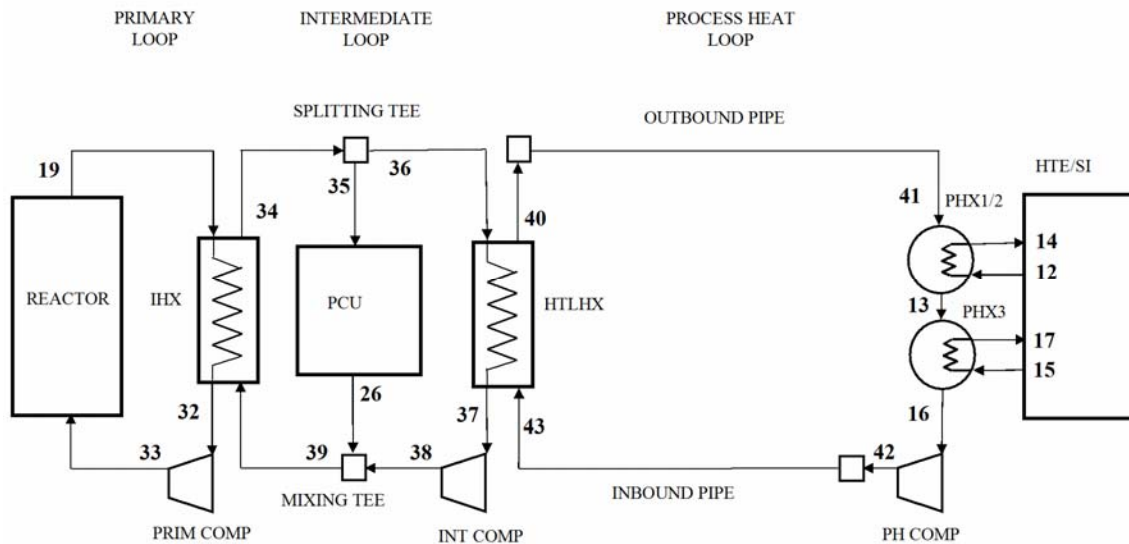 PRIMARY
LOOP
INTERMEDIATE
LOOP
PROCESS HEAT
LOOP
SPLITTING TEE
OUTBOUND PIPE
19
34
35
36
40
41
HTE/SI
PHX1/2
14
12
REACTOR
IHX
PCU
HTLHX
13
PHX3
17
15
32
26
37
43
16
33
39
38
42
MIXING TEE
INBOUND PIPE
PRIM COMP
INT COMP
PH COMP